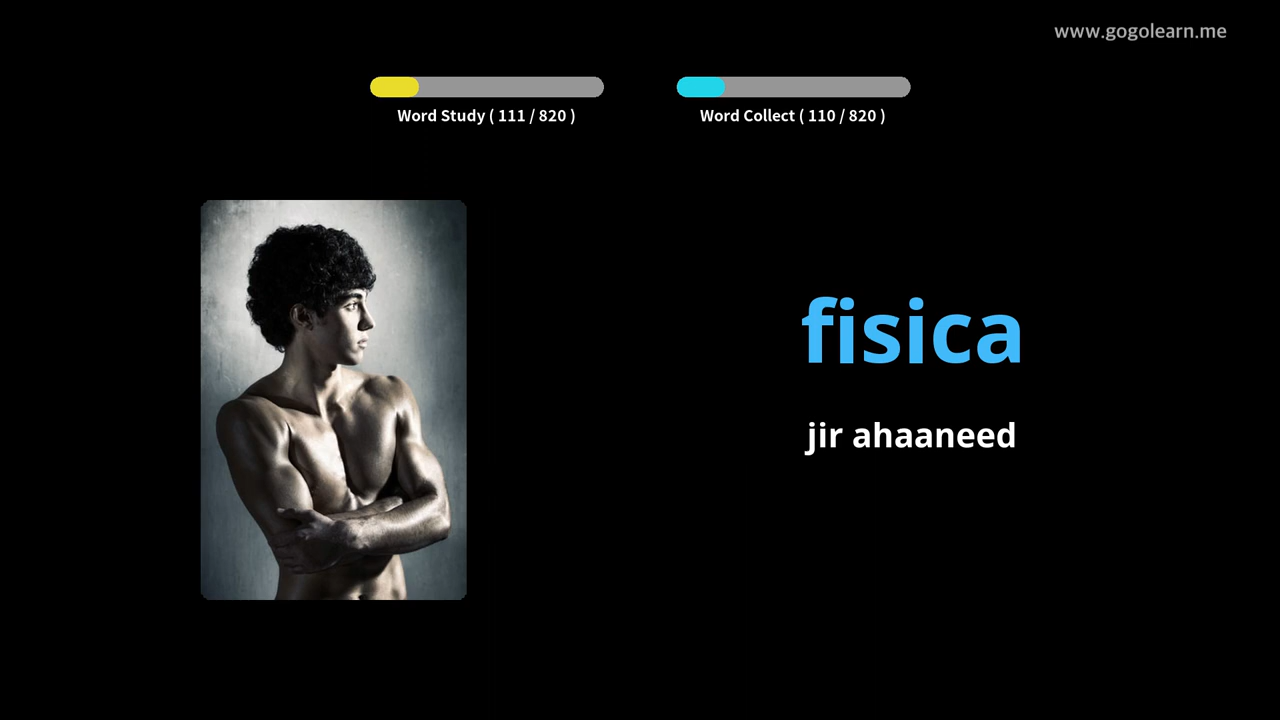 www.gogolearn.me
Word Study ( 111 / 820 )
Word Collect ( 110 / 820 )
fisica
jir ahaaneed